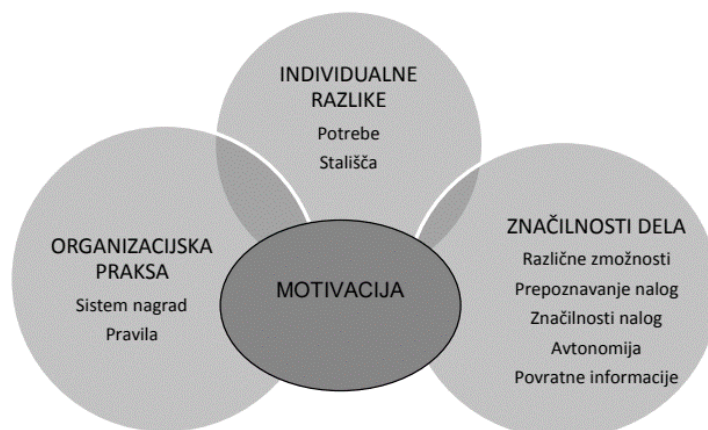 INDIVIDUALNE
RAZLIKE
Potrebe
Stališča
ORGANIZACIJSKA
PRAKSA
Sistem nagrad
Pravila
MOTIVACIJA
ZNAČILNOSTI DELA
Različne zmožnosti
Prepoznavanje nalog
Značilnosti nalog
Avtonomija
Povratne informacije